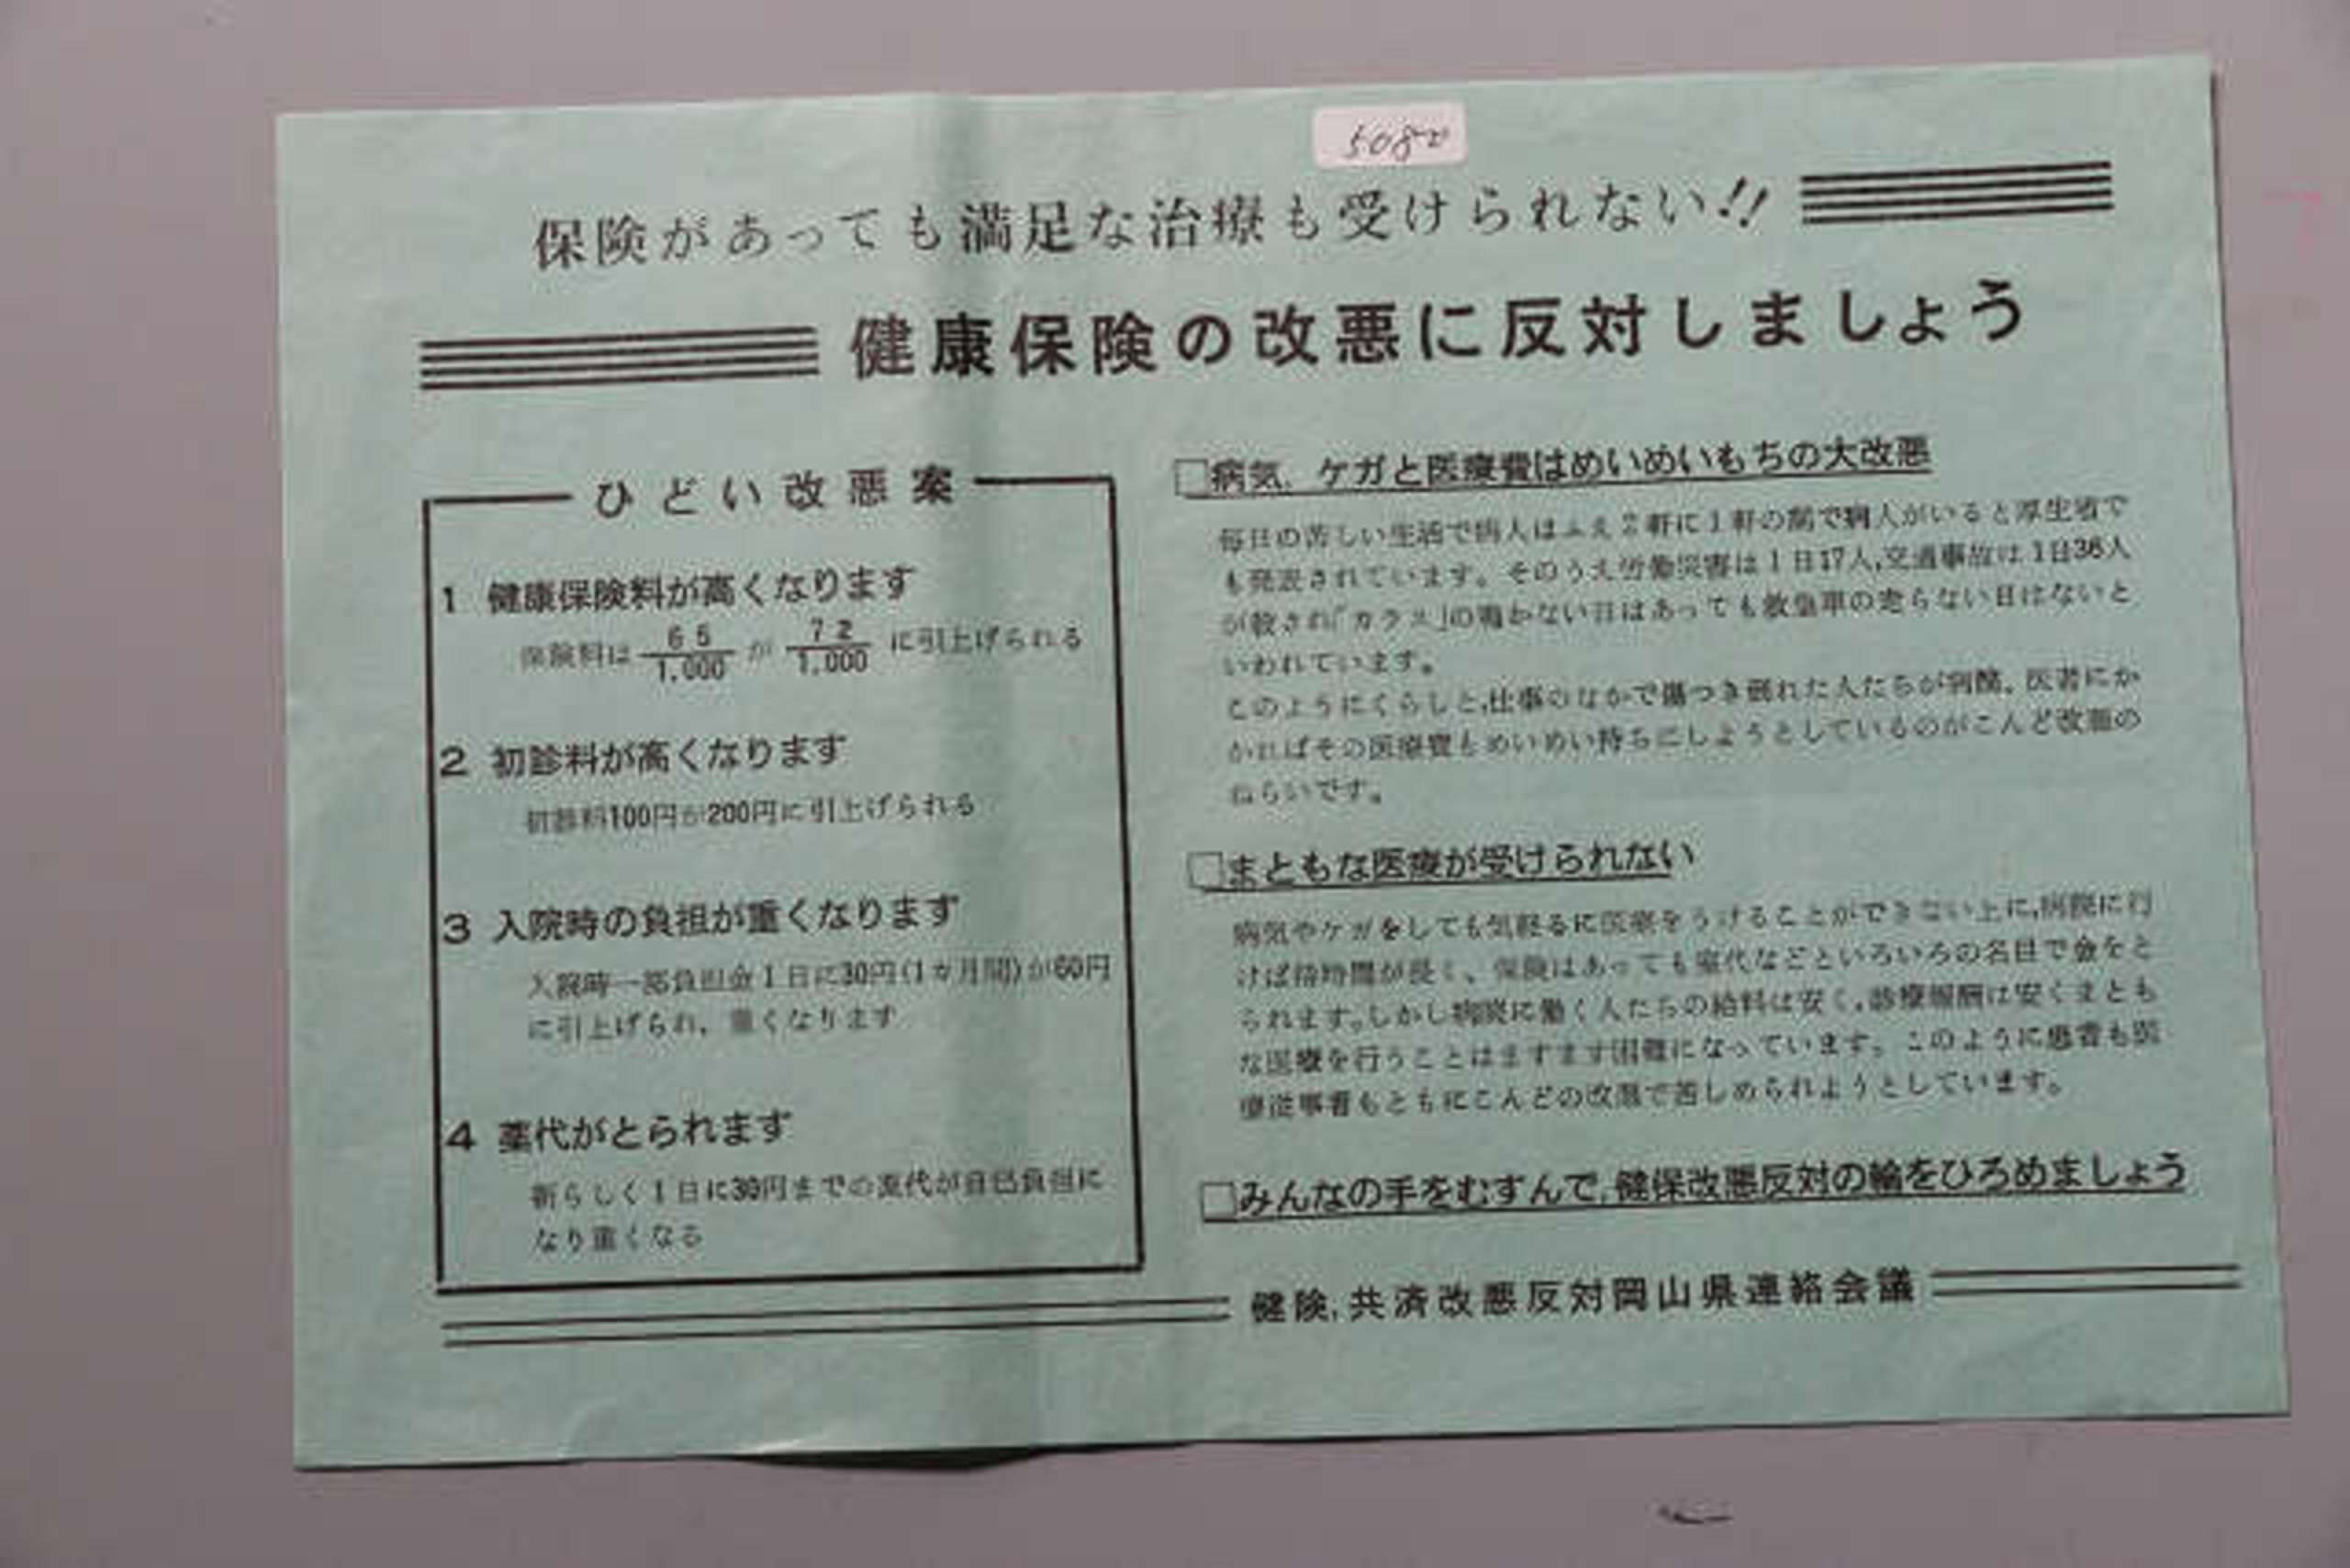 保険があっても満足な治療も受けられない!!
健康保険の改悪に反対しましょう
ひどい改悪案
1 健康保険料が高くなります
保険料は 65/1,000 が 72/1,000 に引上げられる
2 初診料が高くなります
初診料100円が200円に引上げられる
3 入院時の負担が重くなります
入院時一部負担金1日に30円(1カ月間)が60円
に引上げられ、重くなります
4 薬代がとられます
新らしく1日に30円までの薬代が自己負担に
なり重くなる
□病気、ケガと医療費はめいめいもちの大改悪
毎日の苦しい生活で病人はふえ2軒に1軒の割で病人がいると厚生省で
も発表されています。そのうえ労働災害は1日17人,交通事故は1日36人
が殺され「カラス」の鳴かない日はあっても救急車の走らない日はないと
いわれています。
このようにくらしと,仕事のなかで傷つき倒れた人たちが病院、医者にか
かればその医療費もめいめい持ちにしようとしているのがこんど改悪の
ねらいです。
□まともな医療が受けられない
病気やケガをしても気軽るに医療をうけることができない上に,病院に行
けば待時間が長く、保険はあっても室代などといろいろの名目で金をと
られます。しかし病院に働く人たちの給料は安く,診療報酬は安くまとも
な医療を行うことはますます困難になっています。このように患者も医
療従事者もともにこんどの改悪で苦しめられようとしています。
□みんなの手をむすんで,健保改悪反対の輪をひろめましょう
健険,共済改悪反対岡山県連絡会議